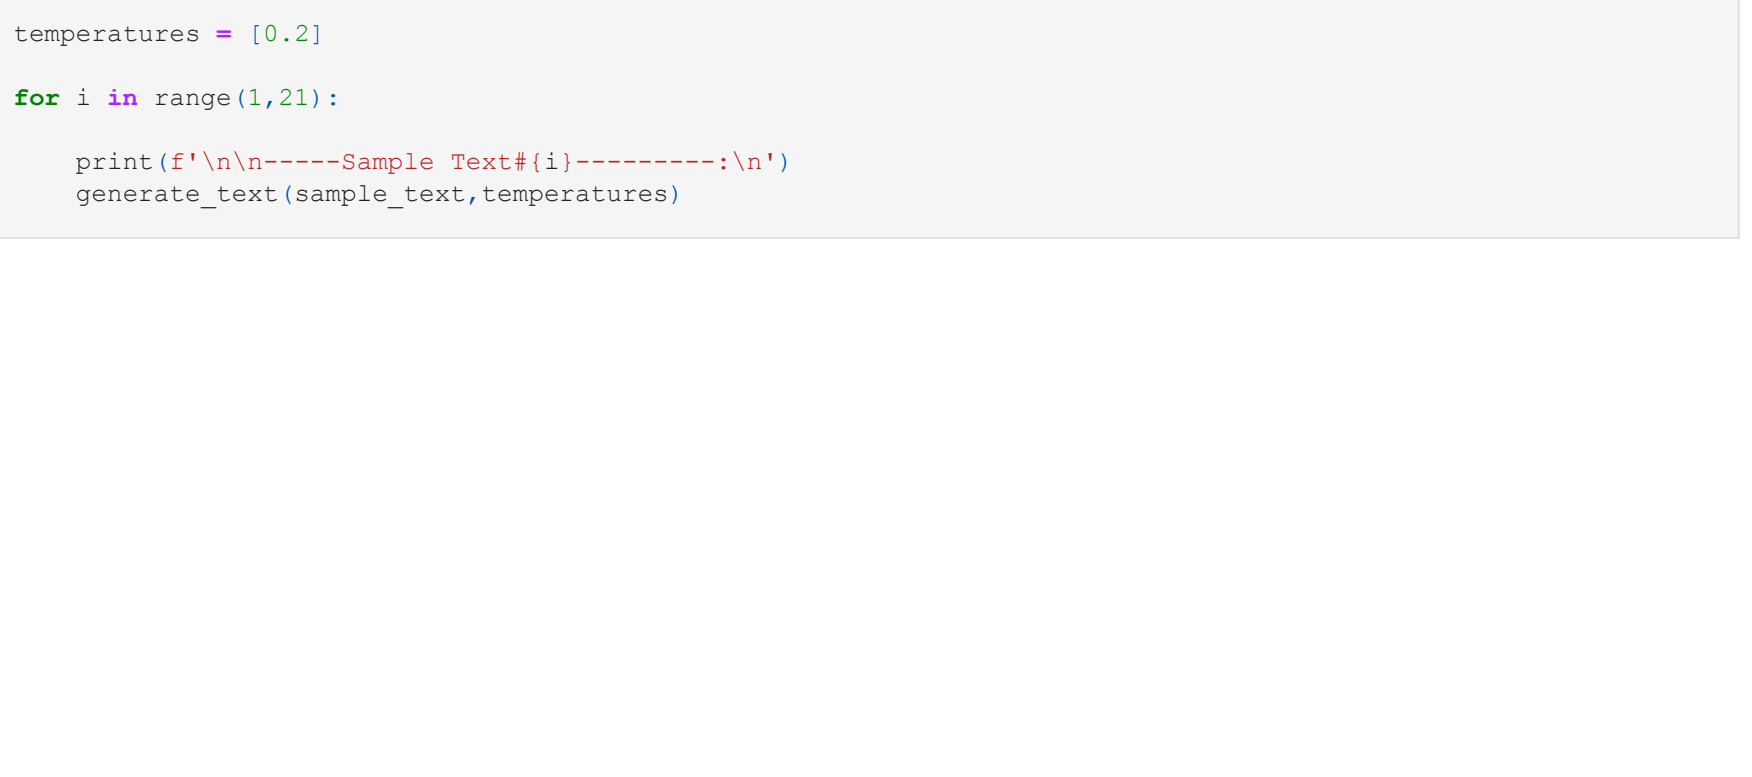 temperatures = [0.2]
for i in range(1,21):
    print(f'\n\n-----Sample Text#{i}---------:\n')
    generate_text(sample_text,temperatures)